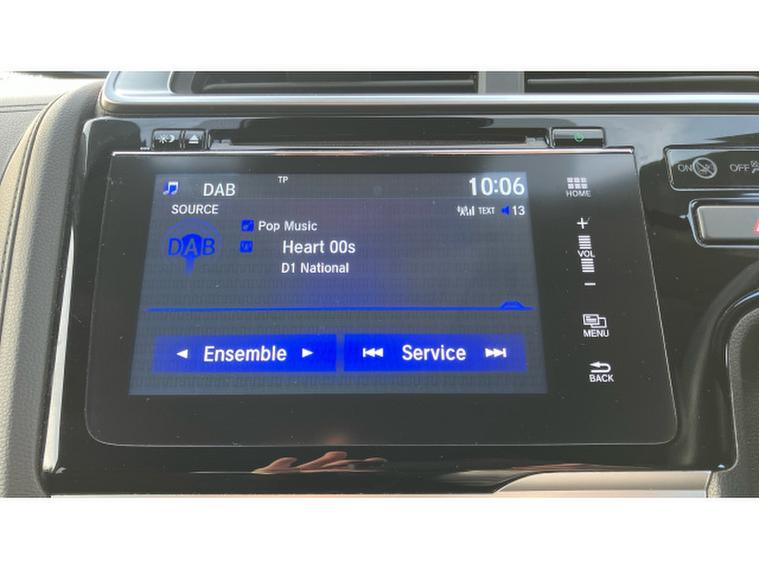 DAB TP 10:06
SOURCE TEXT 13
DAB
Pop Music
Heart 00s
D1 National
Ensemble Service
HOME
+
VOL
−
MENU
BACK
ON OFF